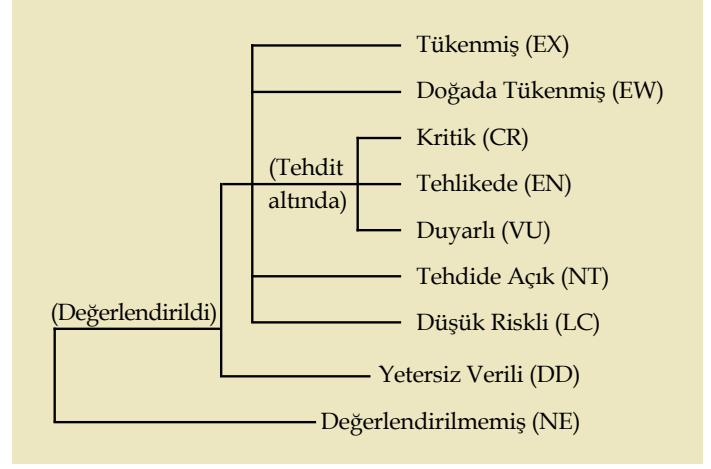 Tükenmiş (EX)
Doğada Tükenmiş (EW)
Kritik (CR)
(Tehdit
altında)
Tehlikede (EN)
Duyarlı (VU)
Tehdide Açık (NT)
(Değerlendirildi)
Düşük Riskli (LC)
Yetersiz Verili (DD)
Değerlendirilmemiş (NE)